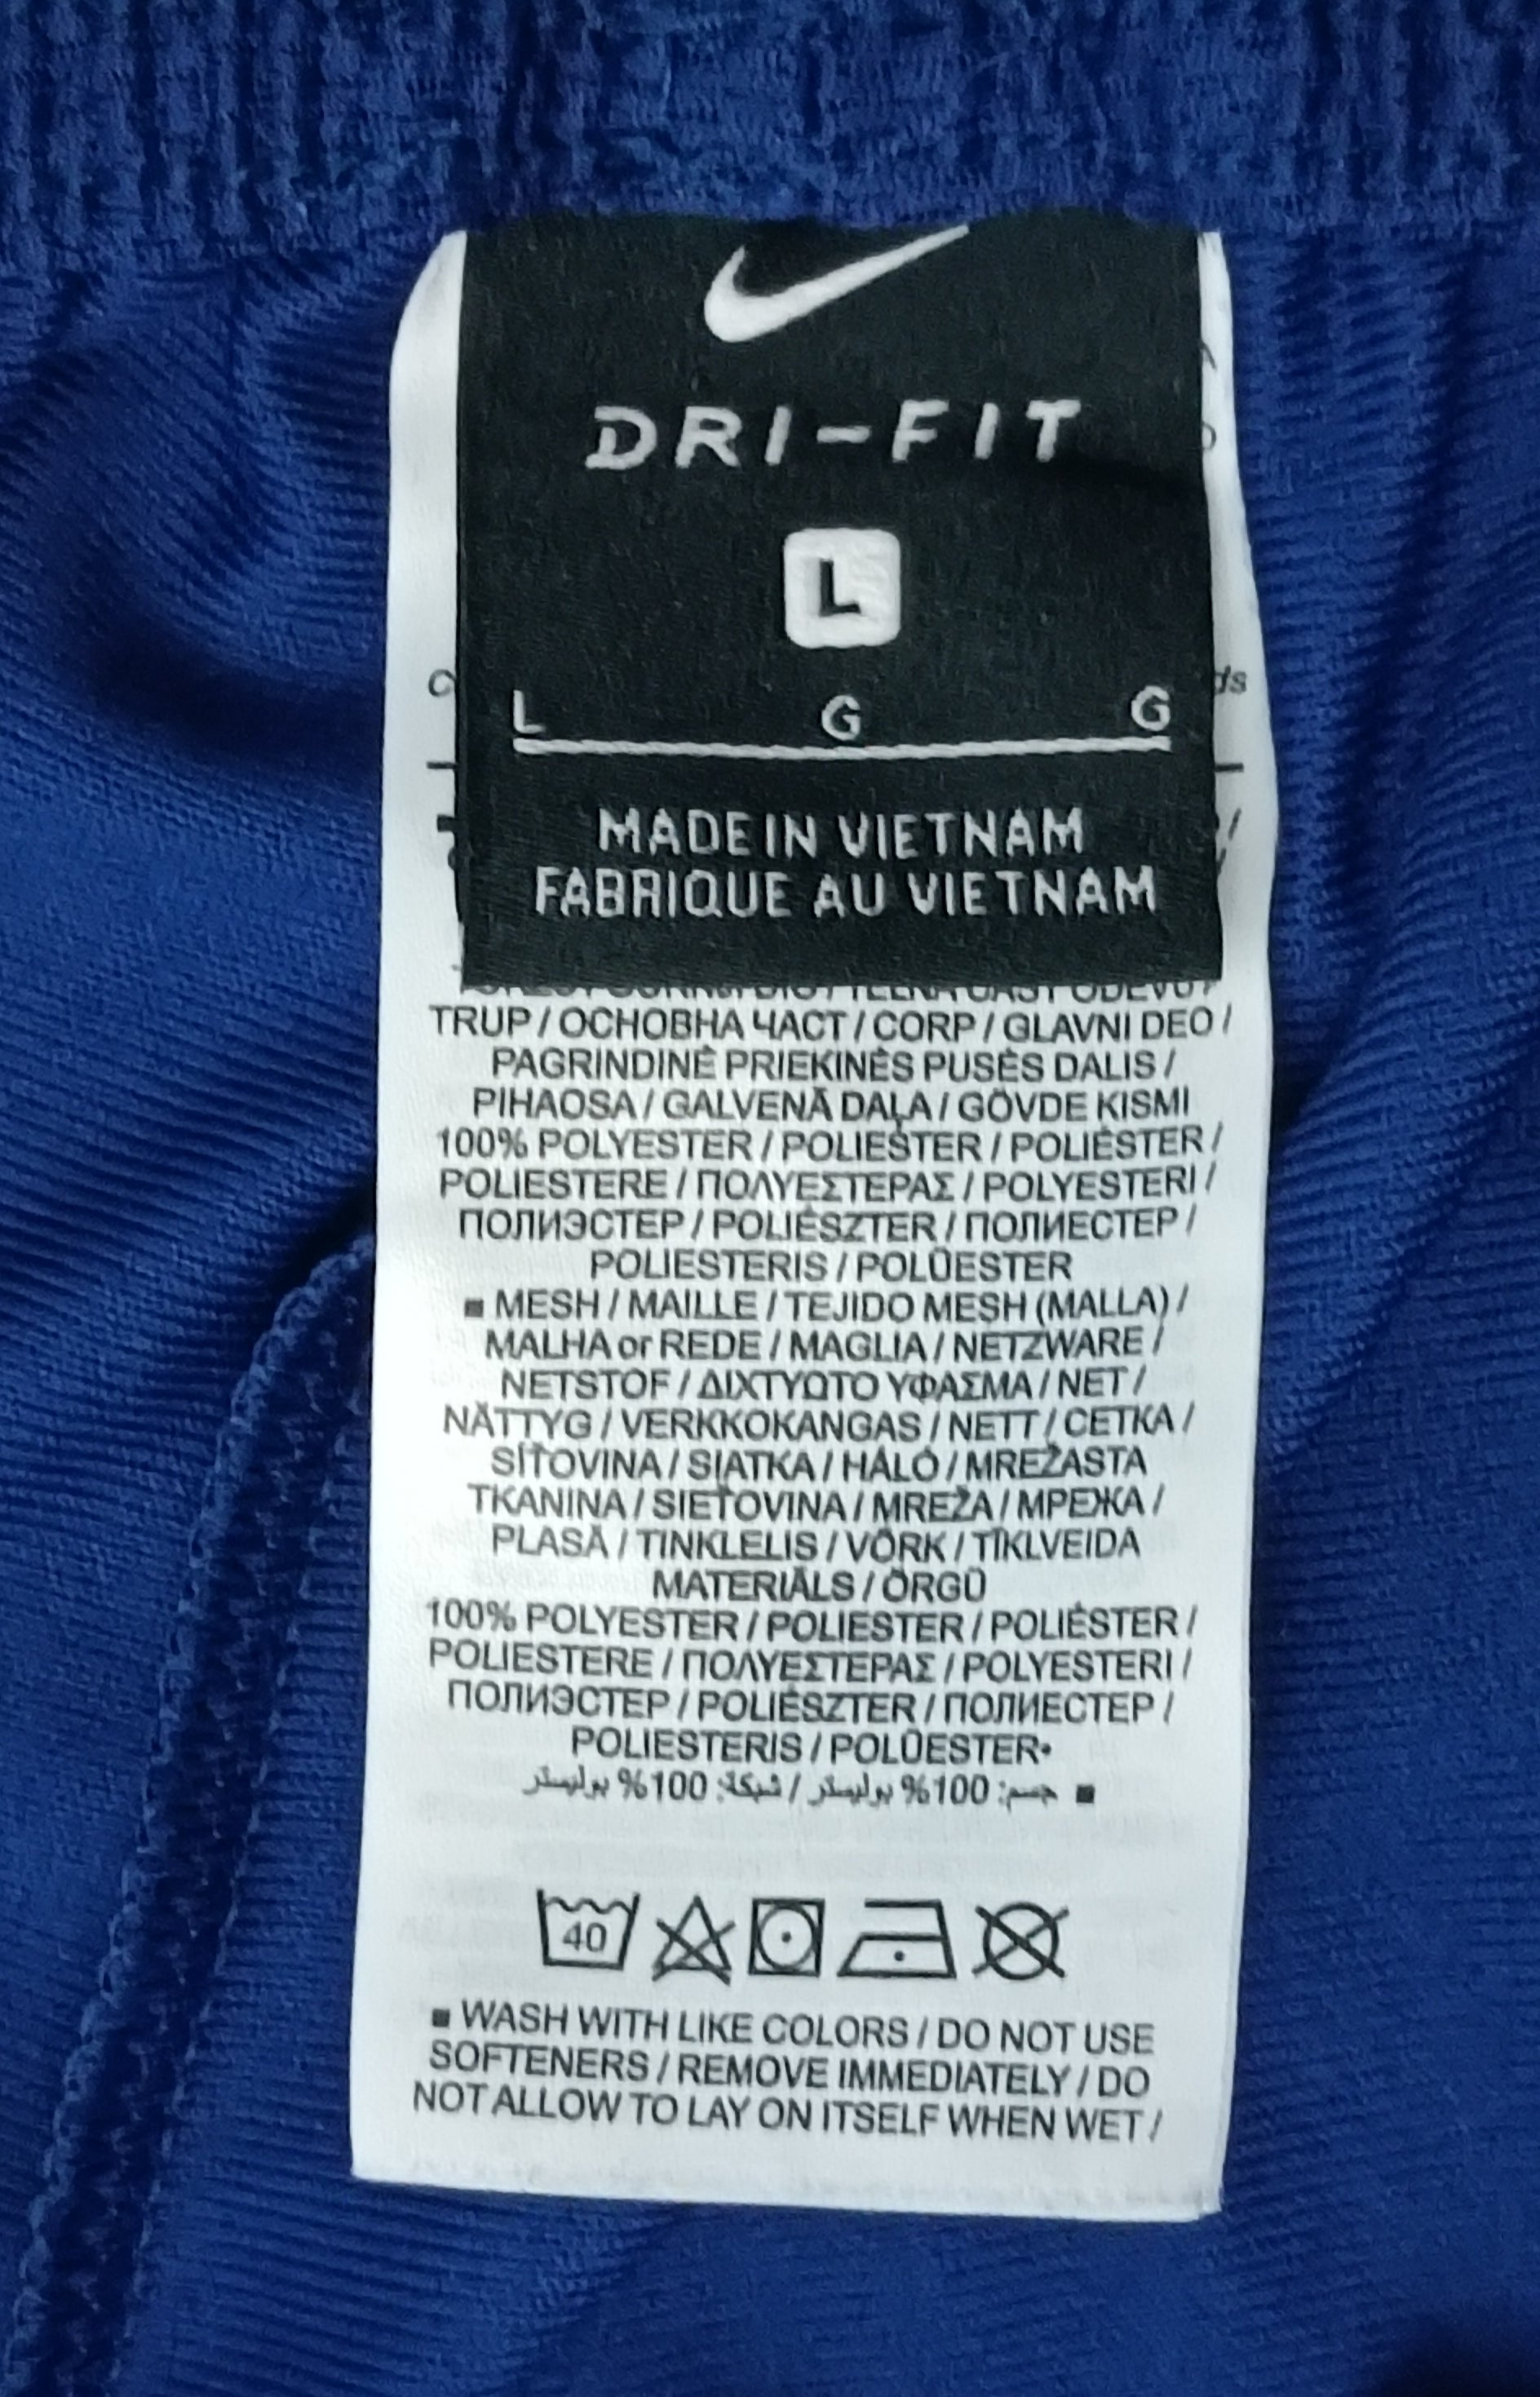 DRI-FIT
L
L G G
MADE IN VIETNAM
FABRIQUE AU VIETNAM
TRUP / ОСНОВНА ЧАСТ / CORP / GLAVNI DEO /
PAGRINDINĖ PRIEKINĖS PUSĖS DALIS /
PIHAOSA / GALVENĀ DAĻA / GÖVDE KISMI
100% POLYESTER / POLIESTER / POLIÉSTER /
POLIESTERE / ΠΟΛΥΕΣΤΕΡΑΣ / POLYESTERI /
ПОЛИЭСТЕР / POLIÉSZTER / ПОЛИЕСТЕР /
POLIESTERIS / POLÜESTER
▪ MESH / MAILLE / TEJIDO MESH (MALLA) /
MALHA or REDE / MAGLIA / NETZWARE /
NETSTOF / ΔΙΧΤΥΩΤΟ ΥΦΑΣΜΑ / NET /
NÄTTYG / VERKKOKANGAS / NETT / СЕТКА /
SÍŤOVINA / SIATKA / HÁLÓ / MREŽASTA
TKANINA / SIEŤOVINA / MREŽA / МРЕЖА /
PLASĂ / TINKLELIS / VÕRK / TĪKLVEIDA
MATERIĀLS / ÖRGÜ
100% POLYESTER / POLIESTER / POLIÉSTER /
POLIESTERE / ΠΟΛΥΕΣΤΕΡΑΣ / POLYESTERI /
ПОЛИЭСТЕР / POLIÉSZTER / ПОЛИЕСТЕР /
POLIESTERIS / POLÜESTER•
▪ جسم: 100% بوليستر / شبكة: 100% بوليستر
40
▪ WASH WITH LIKE COLORS / DO NOT USE
SOFTENERS / REMOVE IMMEDIATELY / DO
NOT ALLOW TO LAY ON ITSELF WHEN WET /